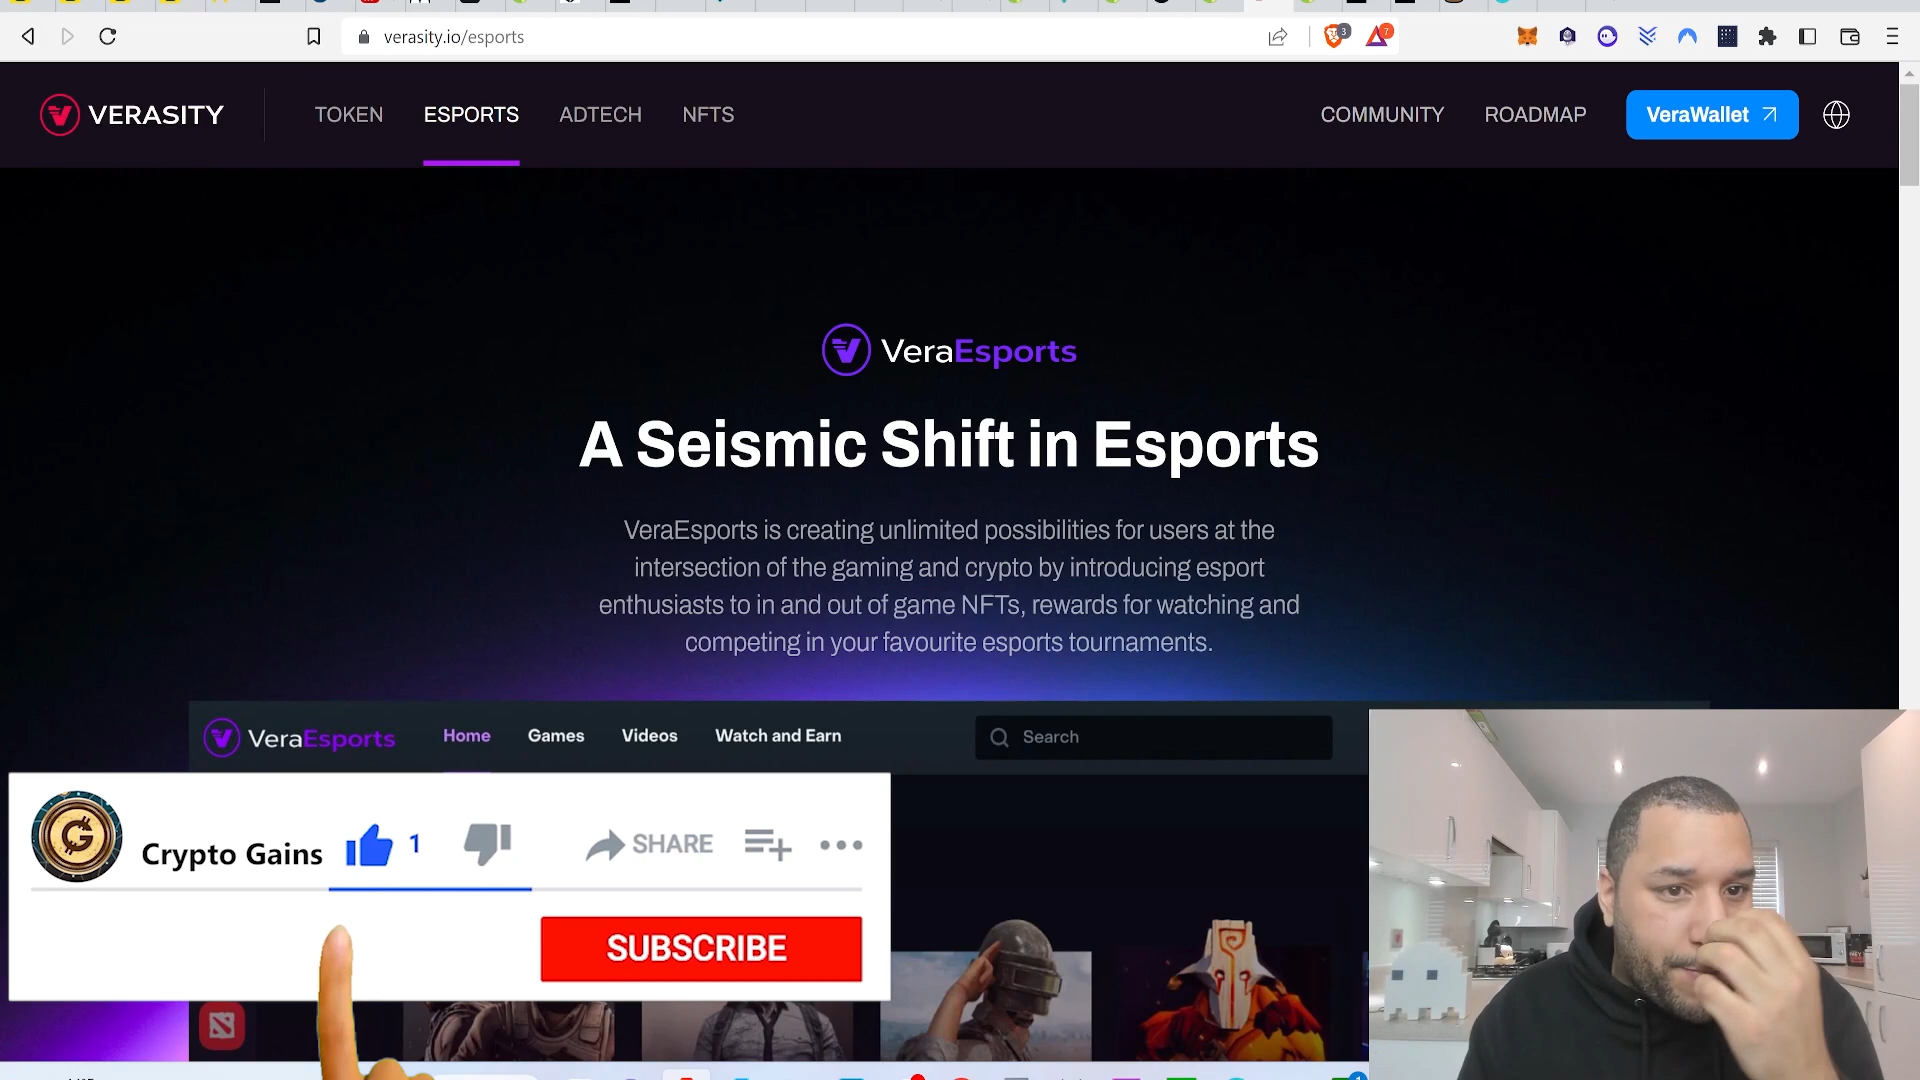 verasity.io/esports
3
7
VERASITY
TOKEN
ESPORTS
ADTECH
NFTS
COMMUNITY
ROADMAP
VeraWallet
VeraEsports
A Seismic Shift in Esports
VeraEsports is creating unlimited possibilities for users at the
intersection of the gaming and crypto by introducing esport
enthusiasts to in and out of game NFTs, rewards for watching and
competing in your favourite esports tournaments.
VeraEsports
Home
Games
Videos
Watch and Earn
Search
Crypto Gains
1
SHARE
SUBSCRIBE